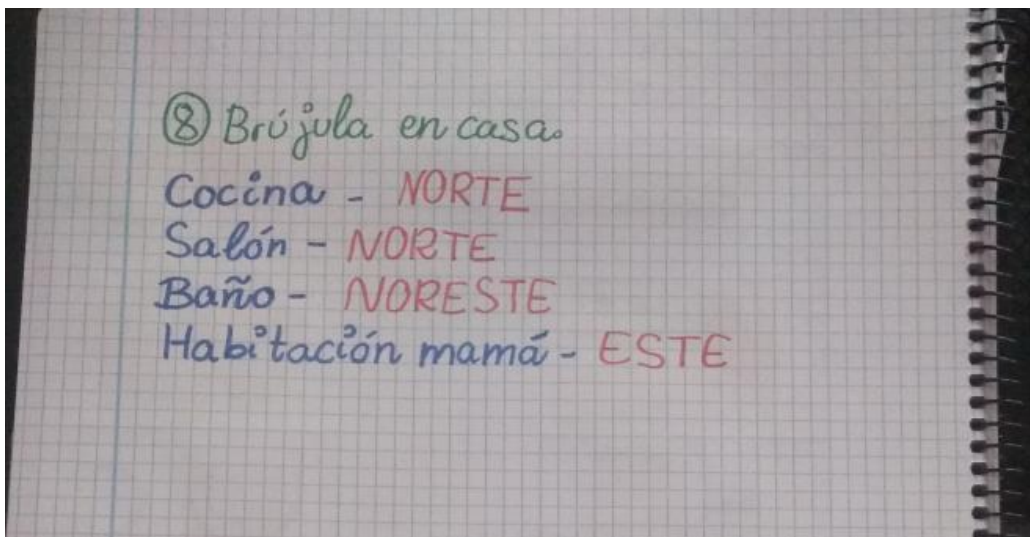 ⑧ Brújula en casa.
Cocina - NORTE
Salón - NORTE
Baño - NORESTE
Habitación mamá - ESTE